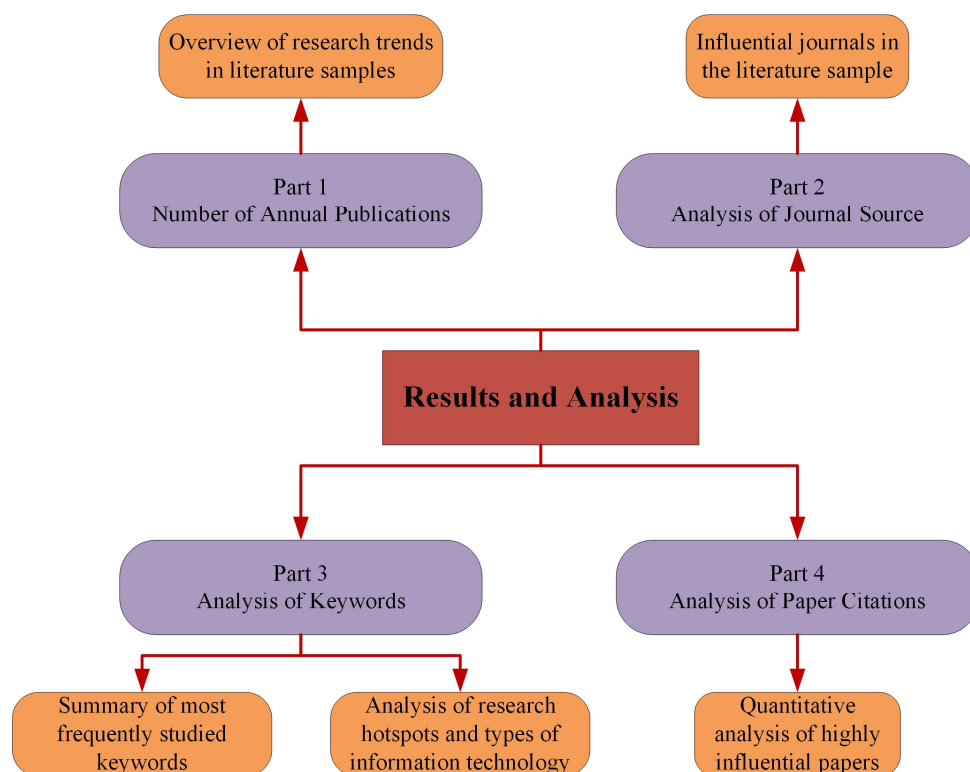 Overview of research trends
in literature samples
Influential journals in
the literature sample
Part 1
Number of Annual Publications
Part 2
Analysis of Journal Source
Results and Analysis
Part 3
Analysis of Keywords
Part 4
Analysis of Paper Citations
Summary of most
frequently studied
keywords
Analysis of research
hotspots and types of
information technology
Quantitative
analysis of highly
influential papers